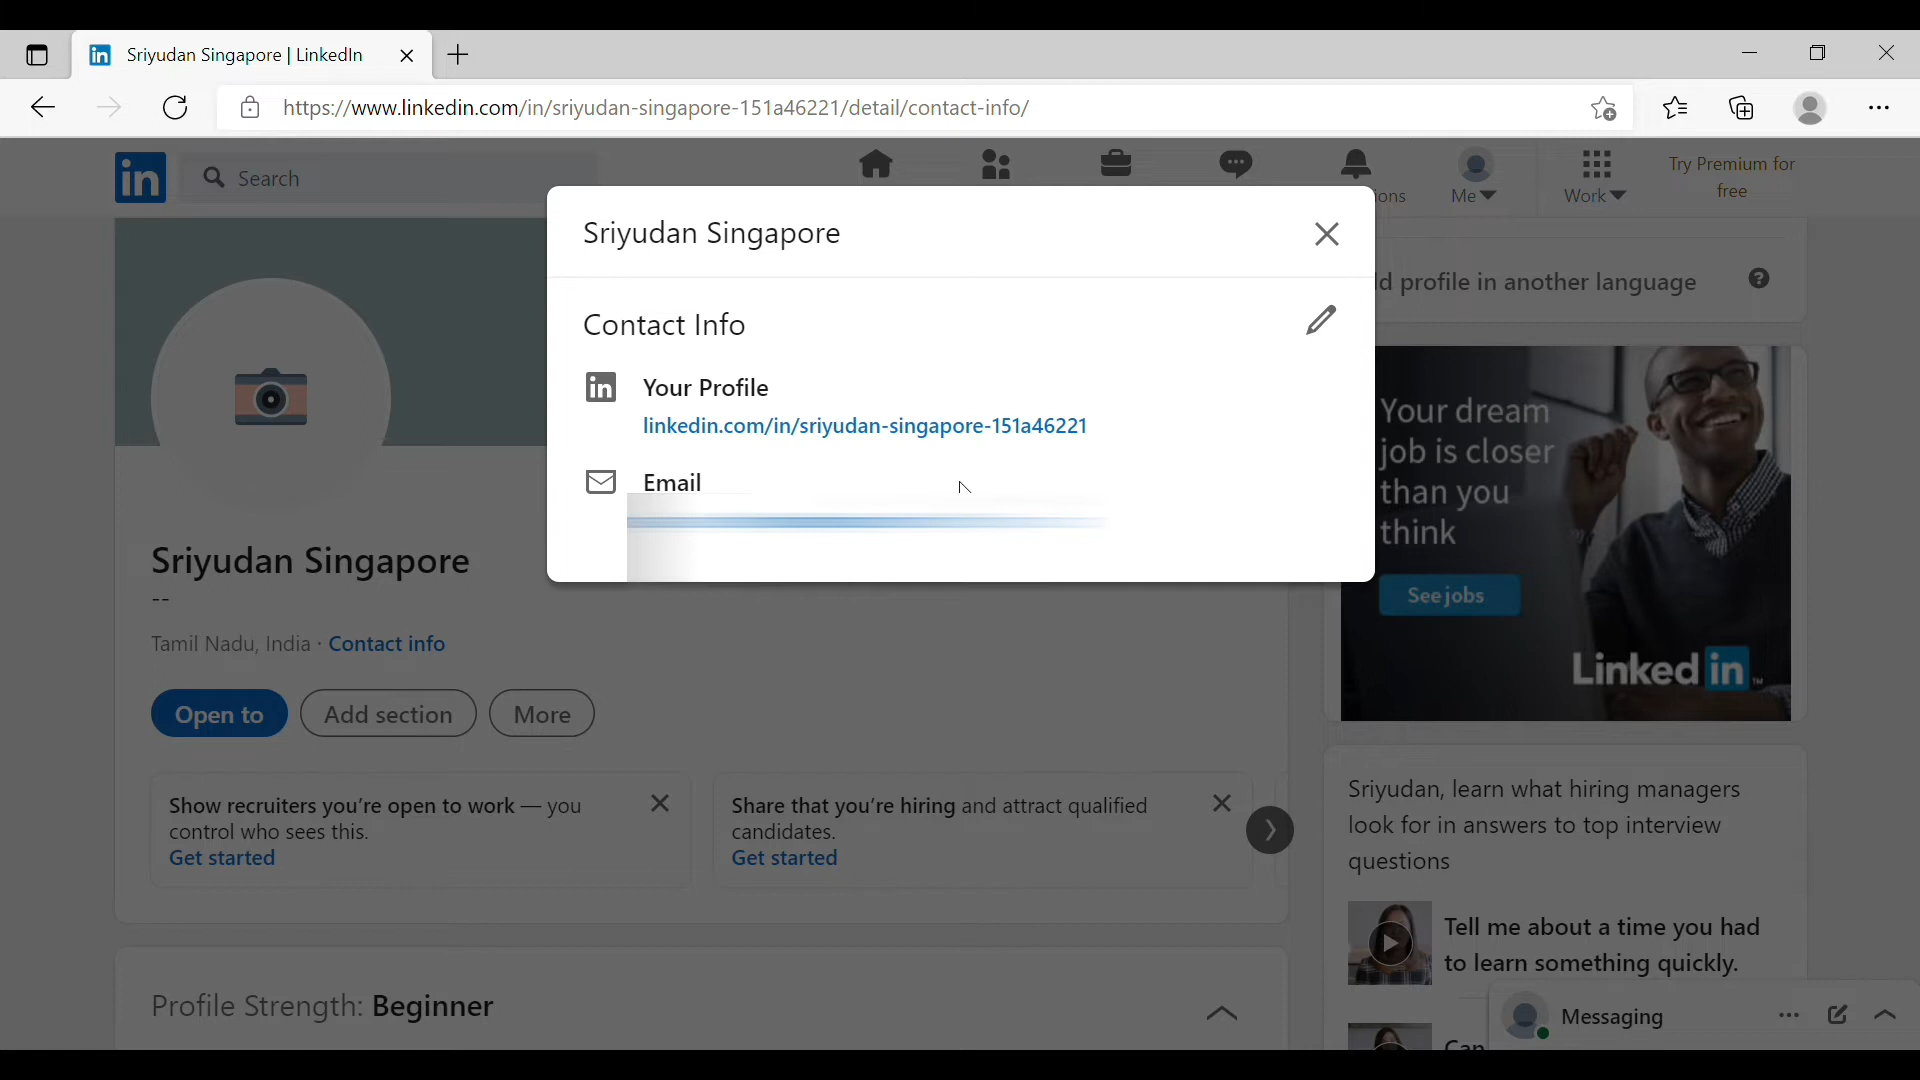 Sriyudan Singapore | LinkedIn
https://www.linkedin.com/in/sriyudan-singapore-151a46221/detail/contact-info/
in
Search
ions
Me
Work
Try Premium for
free
Sriyudan Singapore
Contact Info
in
Your Profile
linkedin.com/in/sriyudan-singapore-151a46221
Email
Sriyudan Singapore
--
Tamil Nadu, India · Contact info
Open to
Add section
More
Show recruiters you're open to work — you
control who sees this.
Get started
Share that you're hiring and attract qualified
candidates.
Get started
Profile Strength: Beginner
d profile in another language
Your dream
job is closer
than you
think
See jobs
Linked in
Sriyudan, learn what hiring managers
look for in answers to top interview
questions
Tell me about a time you had
to learn something quickly.
Can
Messaging